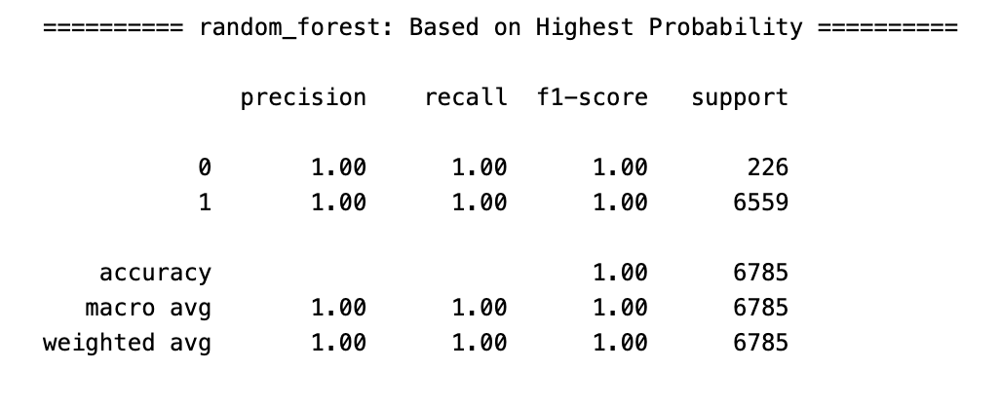 ========== random_forest: Based on Highest Probability ==========
precision recall f1-score support
0 1.00 1.00 1.00 226
1 1.00 1.00 1.00 6559
accuracy 1.00 6785
macro avg 1.00 1.00 1.00 6785
weighted avg 1.00 1.00 1.00 6785